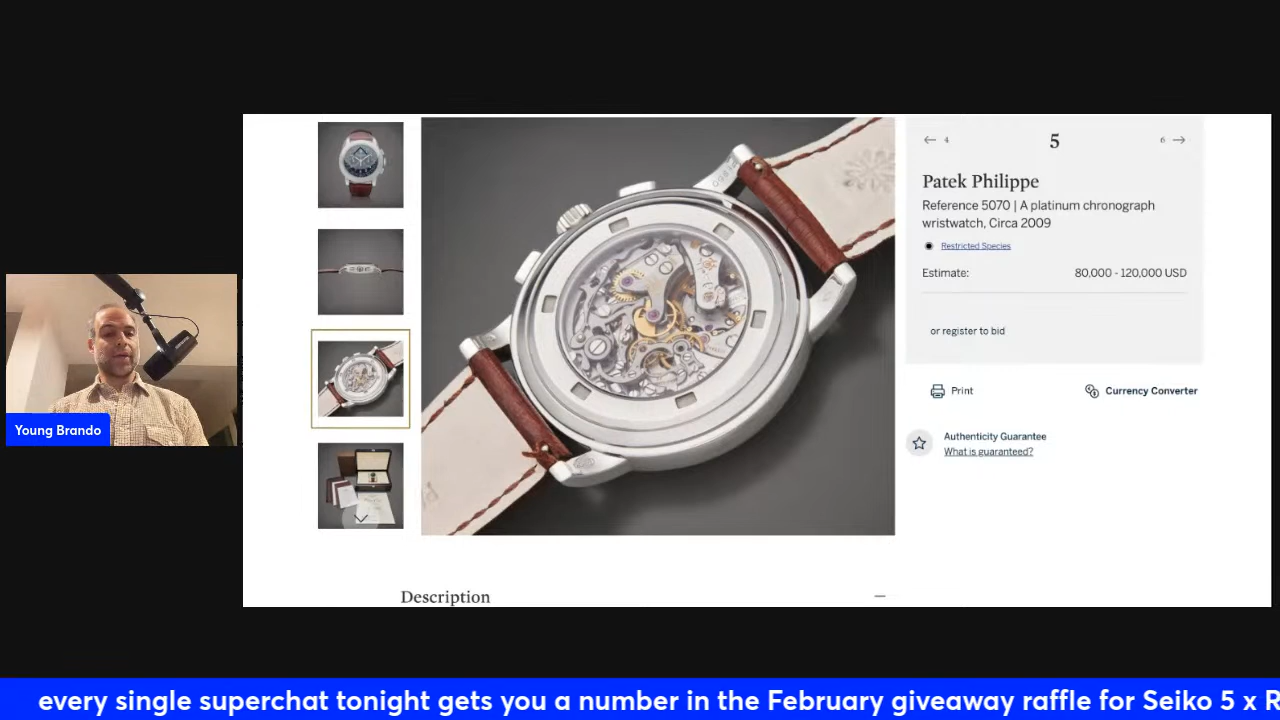 4
5
6
Patek Philippe
Reference 5070 | A platinum chronograph
wristwatch, Circa 2009
Restricted Species
Estimate:
80,000 - 120,000 USD
or register to bid
Print
Currency Converter
Authenticity Guarantee
What is guaranteed?
Young Brando
Description
every single superchat tonight gets you a number in the February giveaway raffle for Seiko 5 x R